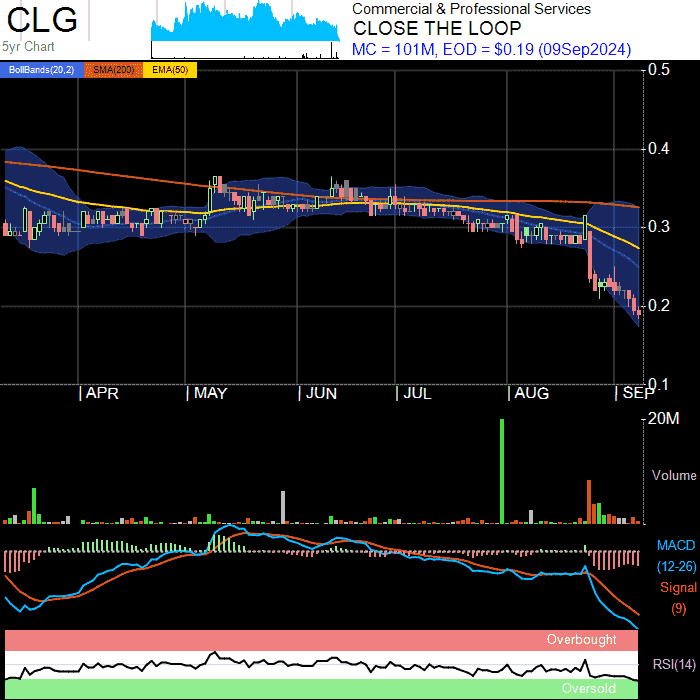 CLG
5yr Chart
Commercial & Professional Services
CLOSE THE LOOP
MC = 101M, EOD = $0.19 (09Sep2024)
BollBands(20,2) SMA(200) EMA(50)
0.5
0.4
0.3
0.2
0.1
APR MAY JUN JUL AUG SEP
20M
Volume
MACD
(12-26)
Signal
(9)
Overbought
RSI(14)
Oversold